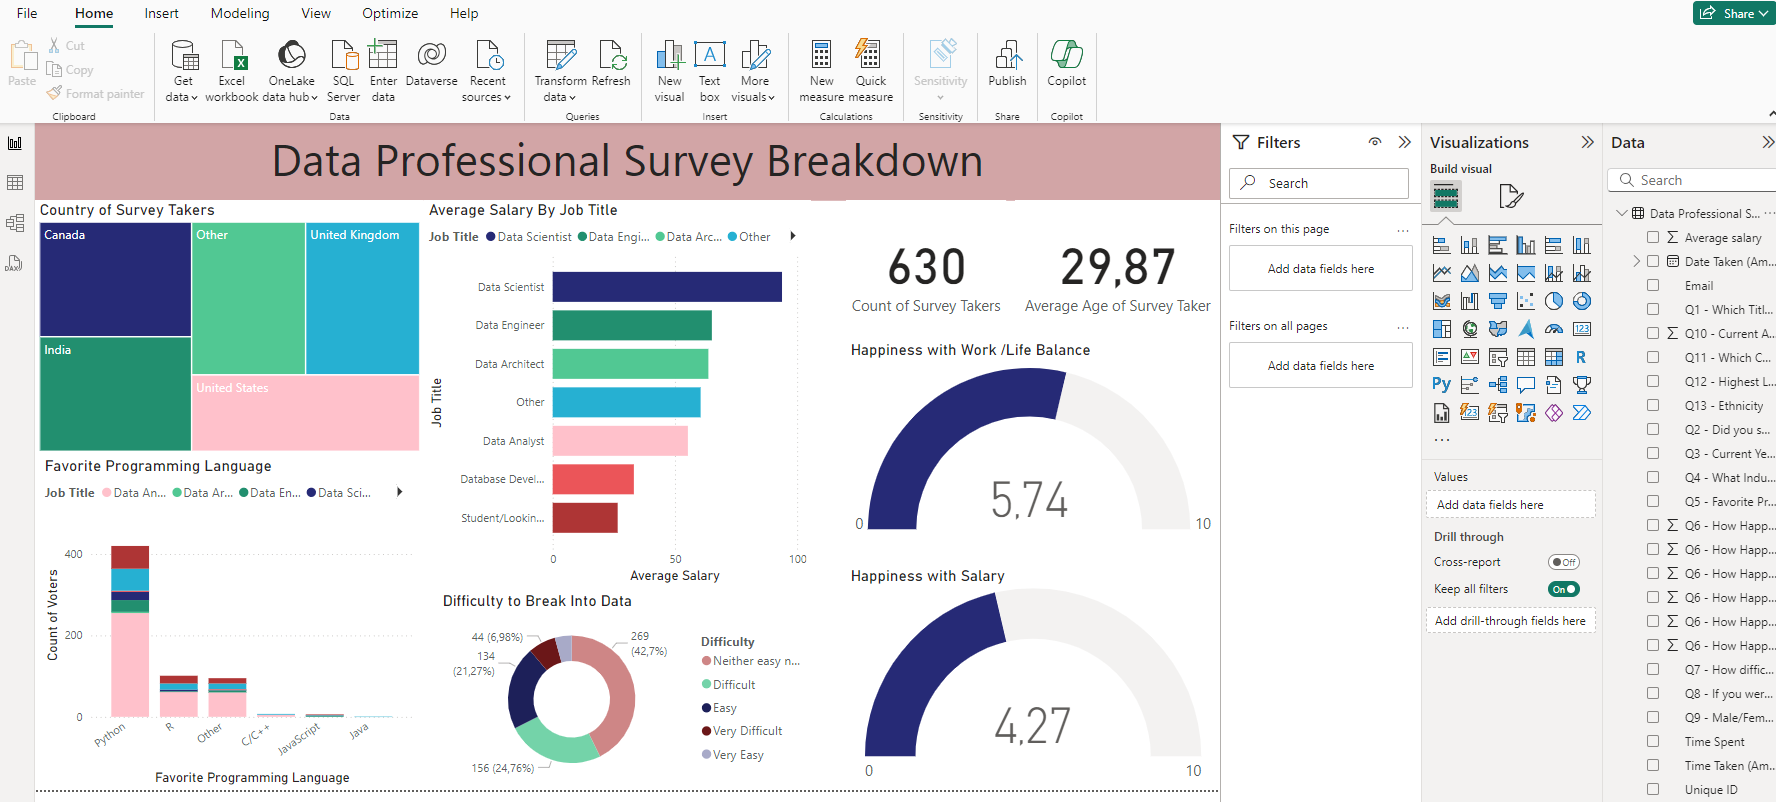 File Home Insert Modeling View Optimize Help Share
Paste
Cut
Copy
Format painter
Clipboard
Get data
Excel workbook
OneLake data hub
SQL Server
Enter data
Dataverse
Recent sources
Data
Transform data
Refresh
Queries
New visual
Text box
More visuals
Insert
New measure
Quick measure
Calculations
Sensitivity
Sensitivity
Publish
Share
Copilot
Copilot
DAX
Data Professional Survey Breakdown
Country of Survey Takers
Canada
Other
United Kingdom
India
United States
Average Salary By Job Title
Job Title Data Scientist Data Engi... Data Arc... Other
Job Title
Data Scientist
Data Engineer
Data Architect
Other
Data Analyst
Database Devel...
Student/Lookin...
0 50 100
Average Salary
630
Count of Survey Takers
29,87
Average Age of Survey Taker
Favorite Programming Language
Job Title Data An... Data Ar... Data En... Data Sci...
Count of Voters
400
200
0
Python R Other C/C++ JavaScript Java
Favorite Programming Language
Difficulty to Break Into Data
44 (6,98%)
134
(21,27%)
269
(42,7%)
156 (24,76%)
Difficulty
Neither easy n...
Difficult
Easy
Very Difficult
Very Easy
Happiness with Work /Life Balance
5,74
0 10
Happiness with Salary
4,27
0 10
Filters
Search
Filters on this page ...
Add data fields here
Filters on all pages ...
Add data fields here
Visualizations
Build visual
123
R
Py
123
...
Values
Add data fields here
Drill through
Cross-report Off
Keep all filters On
Add drill-through fields here
Data
Search
Data Professional S... ...
Average salary
Date Taken (Am...
Email
Q1 - Which Titl...
Q10 - Current A...
Q11 - Which C...
Q12 - Highest L...
Q13 - Ethnicity
Q2 - Did you s...
Q3 - Current Ye...
Q4 - What Indu...
Q5 - Favorite Pr...
Q6 - How Happ...
Q6 - How Happ...
Q6 - How Happ...
Q6 - How Happ...
Q6 - How Happ...
Q6 - How Happ...
Q7 - How diffic...
Q8 - If you wer...
Q9 - Male/Fem...
Time Spent
Time Taken (Am...
Unique ID